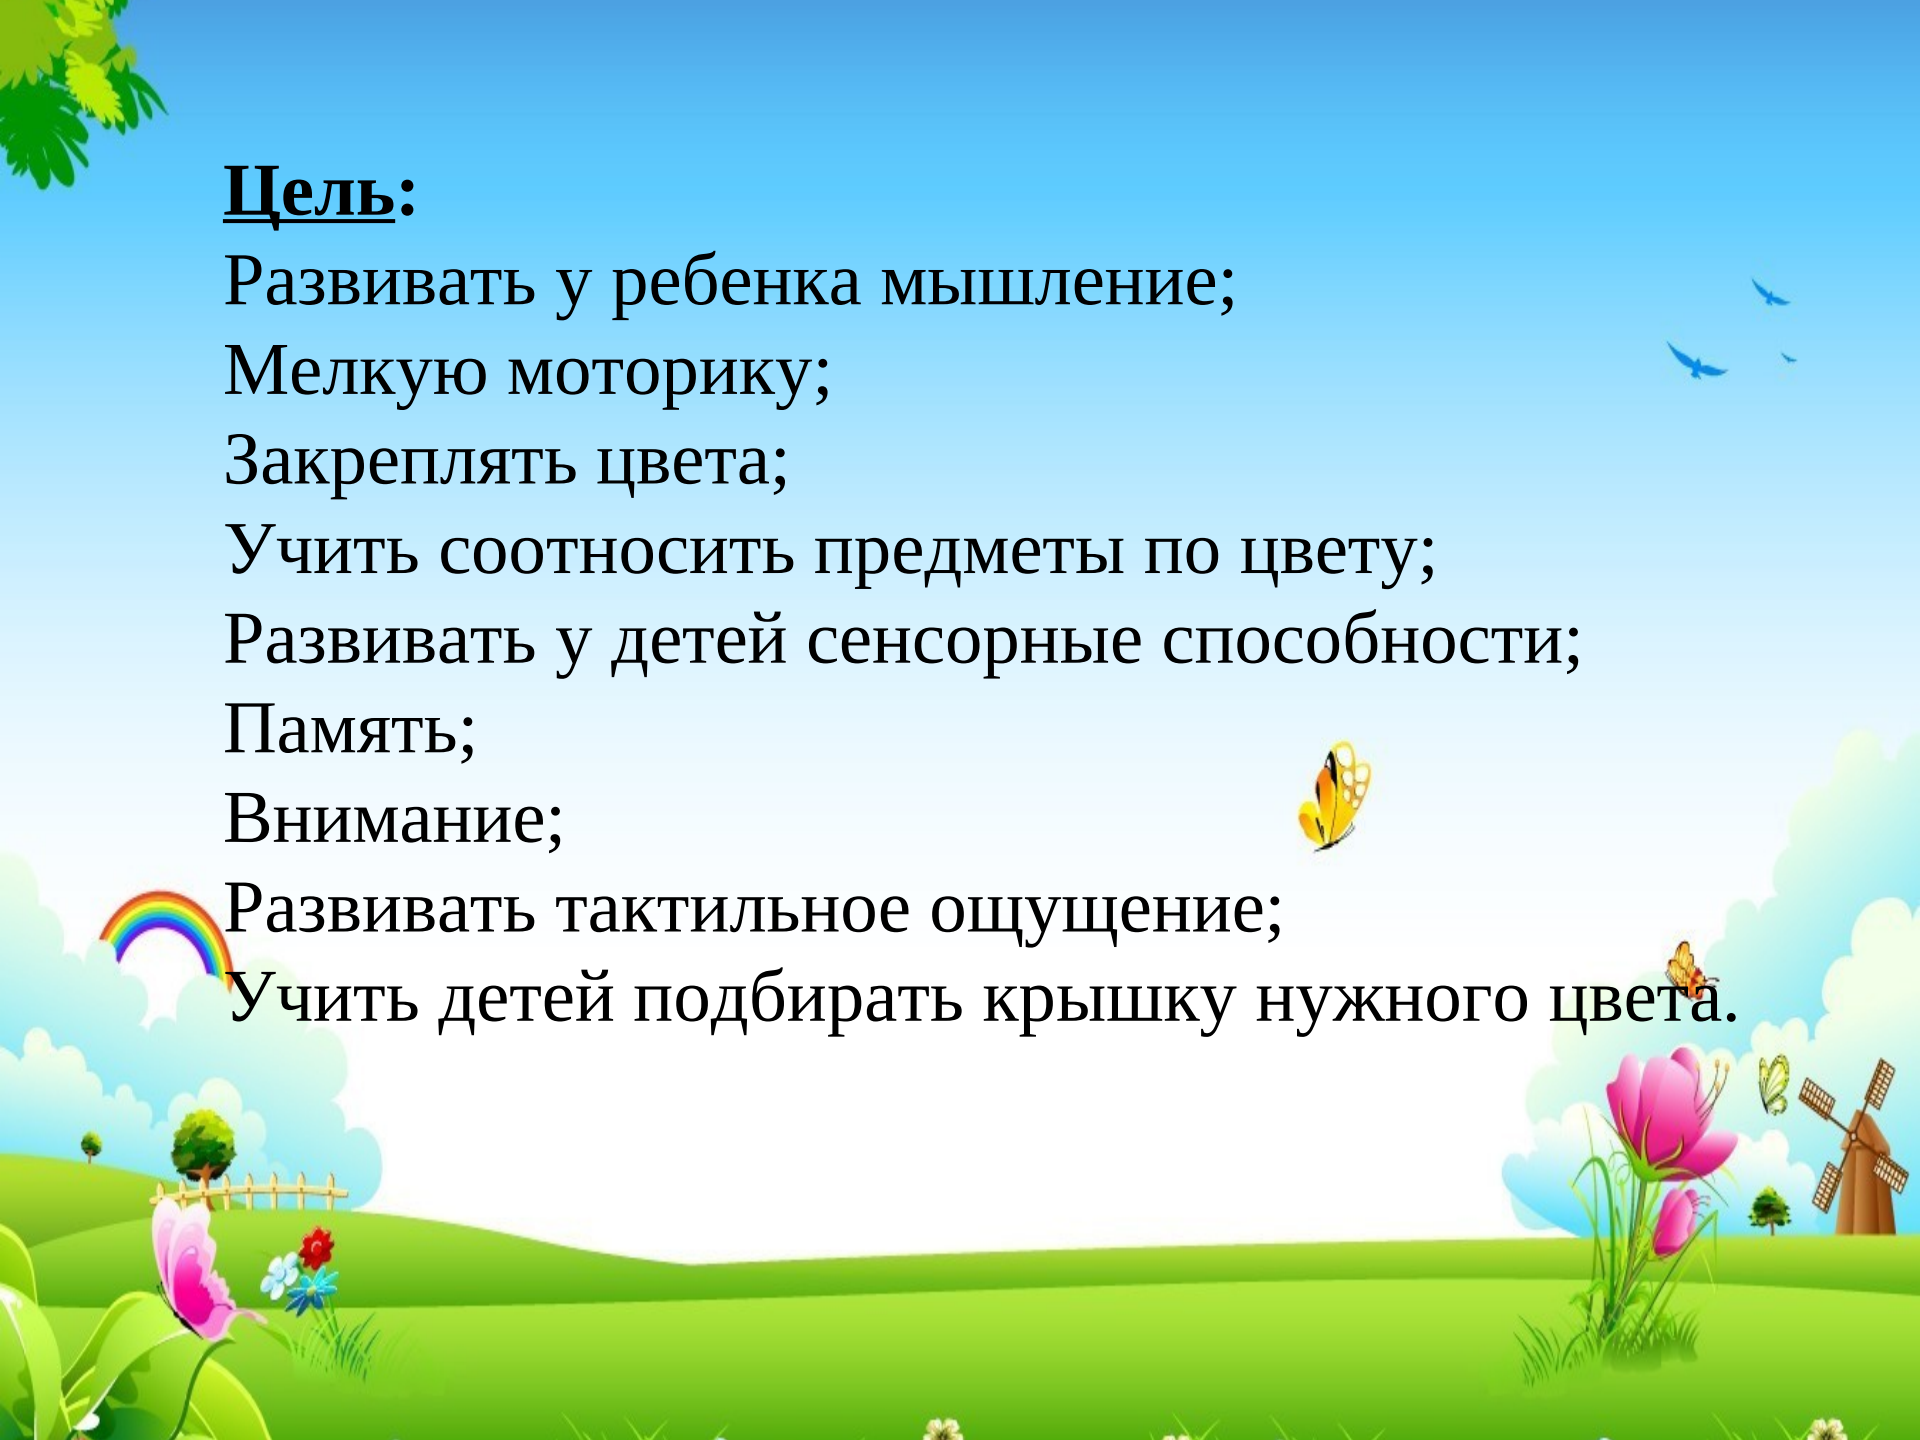 Цель:
Развивать у ребенка мышление;
Мелкую моторику;
Закреплять цвета;
Учить соотносить предметы по цвету;
Развивать у детей сенсорные способности;
Память;
Внимание;
Развивать тактильное ощущение;
Учить детей подбирать крышку нужного цвета.